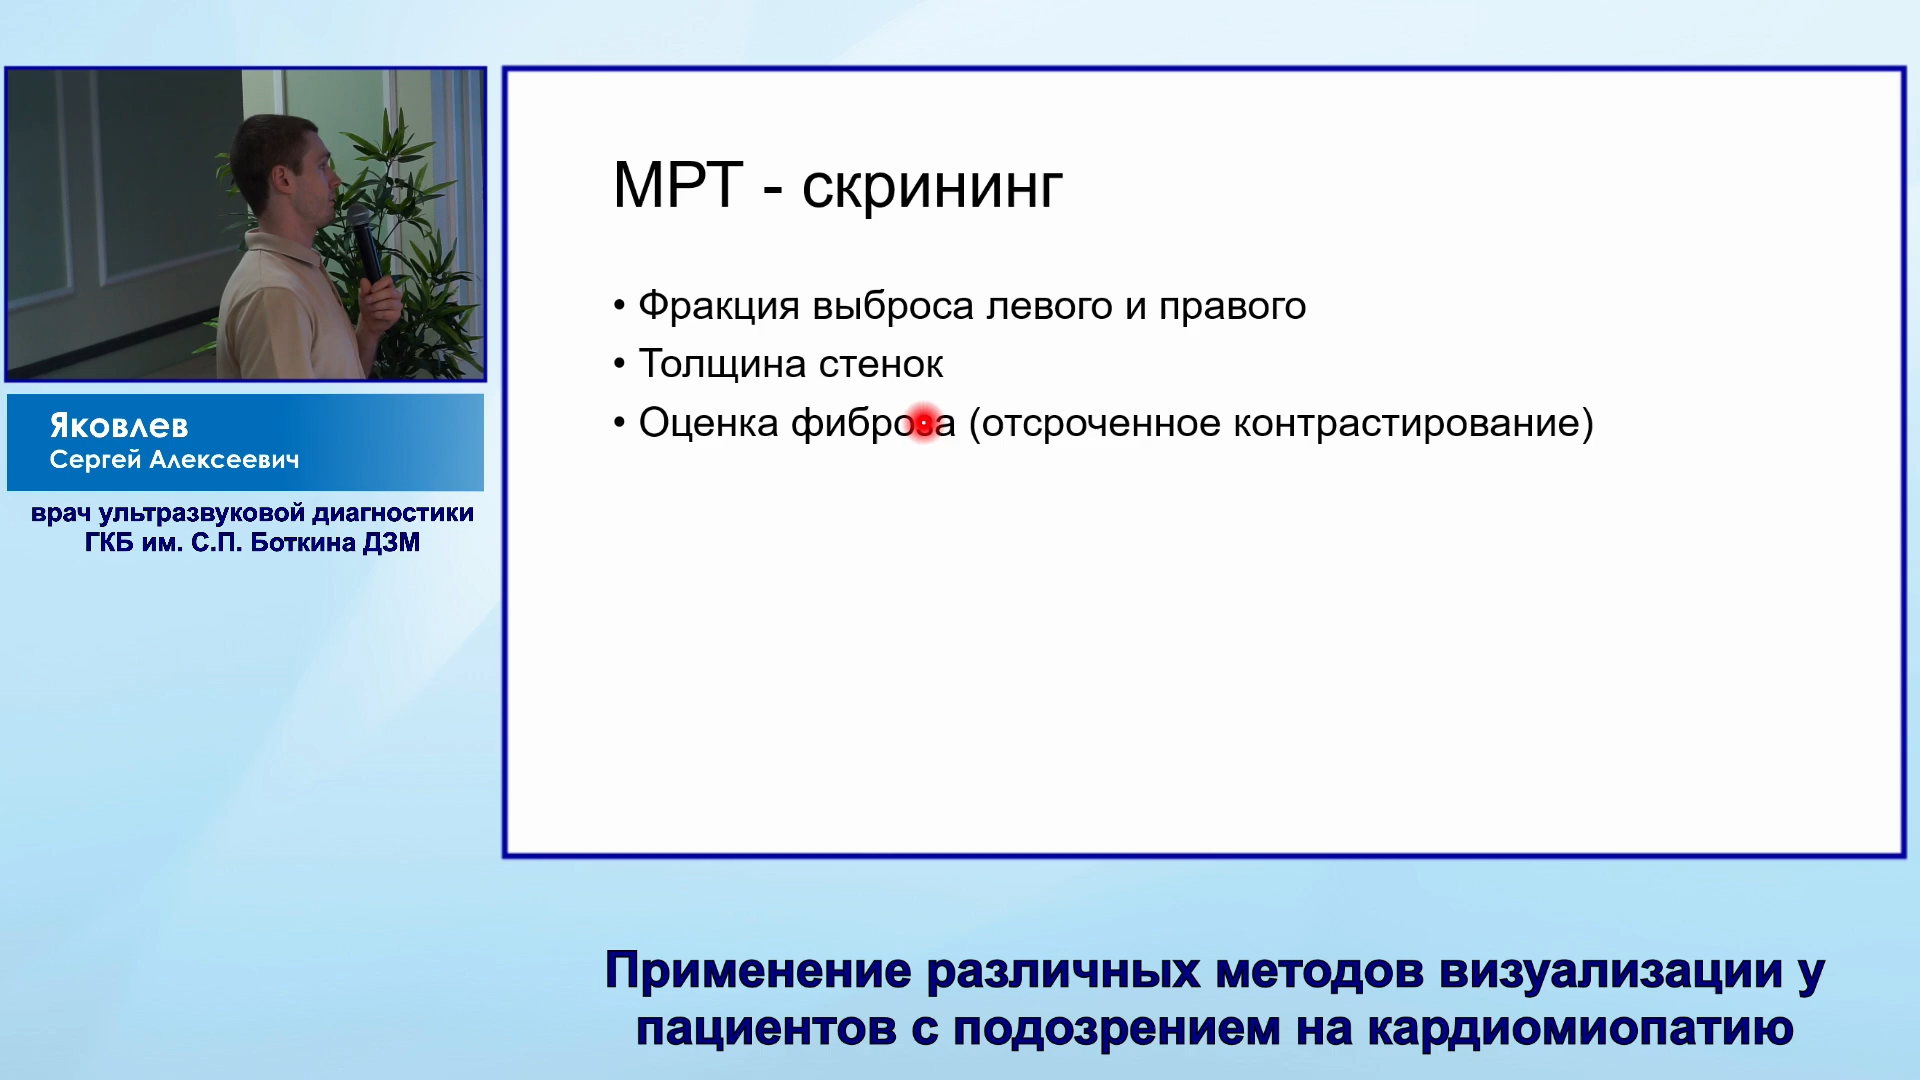 МРТ - скрининг
• Фракция выброса левого и правого
• Толщина стенок
• Оценка фиброза (отсроченное контрастирование)
Яковлев
Сергей Алексеевич
врач ультразвуковой диагностики
ГКБ им. С.П. Боткина ДЗМ
Применение различных методов визуализации у
пациентов с подозрением на кардиомиопатию